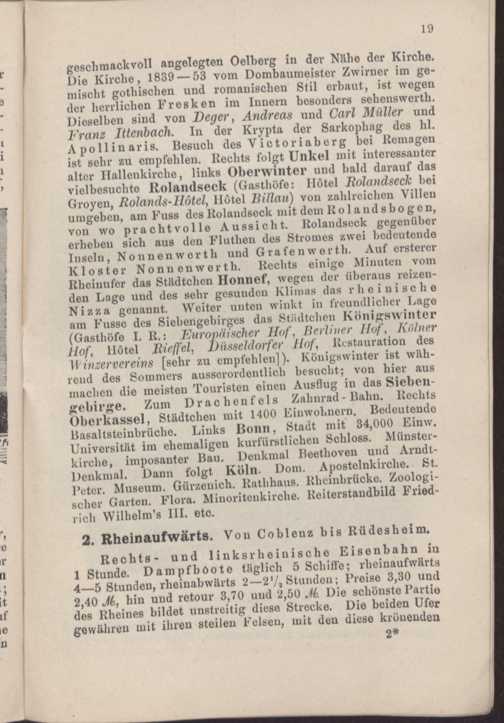 19
geschmackvoll angelegten Oelberg in der Nähe der Kirche.
Die Kirche, 1839—53 vom Dombaumeister Zwirner im ge-
mischt gothischen und romanischen Stil erbaut, ist wegen
der herrlichen Fresken im Innern besonders sehenswerth.
Dieselben sind von Deger, Andreas und Carl Müller und
Franz Ittenbach. In der Krypta der Sarkophag des hl.
Apollinaris. Besuch des Victoriaberg bei Remagen
ist sehr zu empfehlen. Rechts folgt Unkel mit interessanter
alter Hallenkirche, links Oberwinter und bald darauf das
vielbesuchte Rolandseck (Gasthöfe: Hôtel Rolandseck bei
Groyen, Rolands-Hôtel, Hôtel Billau) von zahlreichen Villen
umgeben, am Fuss des Rolandseck mit dem Rolandsbogen,
von wo prachtvolle Aussicht. Rolandseck gegenüber
erheben sich aus den Fluthen des Stromes zwei bedeutende
Inseln, Nonnenwerth und Grafenwerth. Auf ersterer
Kloster Nonnenwerth. Rechts einige Minuten vom
Rheinufer das Städtchen Honnef, wegen der überaus reizen-
den Lage und des sehr gesunden Klimas das rheinische
Nizza genannt. Weiter unten winkt in freundlicher Lage
am Fusse des Siebengebirges das Städtchen Königswinter
(Gasthöfe I. R.: Europäischer Hof, Berliner Hof, Kölner
Hof, Hôtel Rieffel, Düsseldorfer Hof, Restauration des
Winzervereins [sehr zu empfehlen]). Königswinter ist wäh-
rend des Sommers ausserordentlich besucht; von hier aus
machen die meisten Touristen einen Ausflug in das Sieben-
gebirge. Zum Drachenfels Zahnrad-Bahn. Rechts
Oberkassel, Städtchen mit 1400 Einwohnern. Bedeutende
Basaltsteinbrüche. Links Bonn, Stadt mit 34,000 Einw.
Universität im ehemaligen kurfürstlichen Schloss. Münster-
kirche, imposanter Bau. Denkmal Beethoven und Arndt-
Denkmal. Dann folgt Köln. Dom. Apostelnkirche. St.
Peter. Museum. Gürzenich. Rathhaus. Rheinbrücke. Zoologi-
scher Garten. Flora. Minoritenkirche. Reiterstandbild Fried-
rich Wilhelm's III. etc.
2. Rheinaufwärts. Von Coblenz bis Rüdesheim.
Rechts- und linksrheinische Eisenbahn in
1 Stunde. Dampfboote täglich 5 Schiffe; rheinaufwärts
4—5 Stunden, rheinabwärts 2—2½ Stunden; Preise 3,30 und
2,40 ℳ, hin und retour 3,70 und 2,50 ℳ. Die schönste Partie
des Rheines bildet unstreitig diese Strecke. Die beiden Ufer
gewähren mit ihren steilen Felsen, mit den diese krönenden
2*